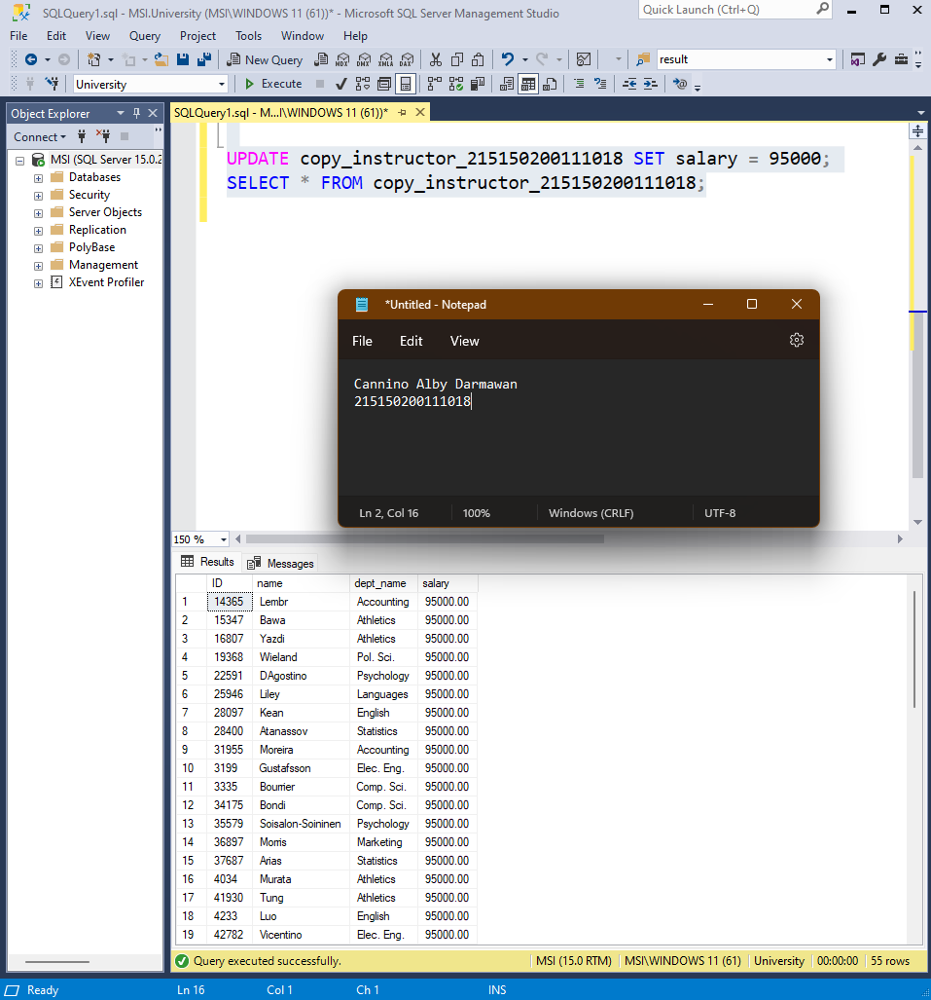 SQLQuery1.sql - MSI.University (MSI\WINDOWS 11 (61))* - Microsoft SQL Server Management Studio
Quick Launch (Ctrl+Q)
File Edit View Query Project Tools Window Help
New Query MDX DMX XMLA DAX result
University Execute
Object Explorer
SQLQuery1.sql - M...I\WINDOWS 11 (61))*
Connect
MSI (SQL Server 15.0.2
Databases
Security
Server Objects
Replication
PolyBase
Management
XEvent Profiler
UPDATE copy_instructor_215150200111018 SET salary = 95000;
SELECT * FROM copy_instructor_215150200111018;
*Untitled - Notepad
File Edit View
Cannino Alby Darmawan
215150200111018
Ln 2, Col 16 100% Windows (CRLF) UTF-8
150 %
Results Messages
ID name dept_name salary
1 14365 Lembr Accounting 95000.00
2 15347 Bawa Athletics 95000.00
3 16807 Yazdi Athletics 95000.00
4 19368 Wieland Pol. Sci. 95000.00
5 22591 DAgostino Psychology 95000.00
6 25946 Liley Languages 95000.00
7 28097 Kean English 95000.00
8 28400 Atanassov Statistics 95000.00
9 31955 Moreira Accounting 95000.00
10 3199 Gustafsson Elec. Eng. 95000.00
11 3335 Bourrier Comp. Sci. 95000.00
12 34175 Bondi Comp. Sci. 95000.00
13 35579 Soisalon-Soininen Psychology 95000.00
14 36897 Morris Marketing 95000.00
15 37687 Arias Statistics 95000.00
16 4034 Murata Athletics 95000.00
17 41930 Tung Athletics 95000.00
18 4233 Luo English 95000.00
19 42782 Vicentino Elec. Eng. 95000.00
Query executed successfully. MSI (15.0 RTM) MSI\WINDOWS 11 (61) University 00:00:00 55 rows
Ready Ln 16 Col 1 Ch 1 INS